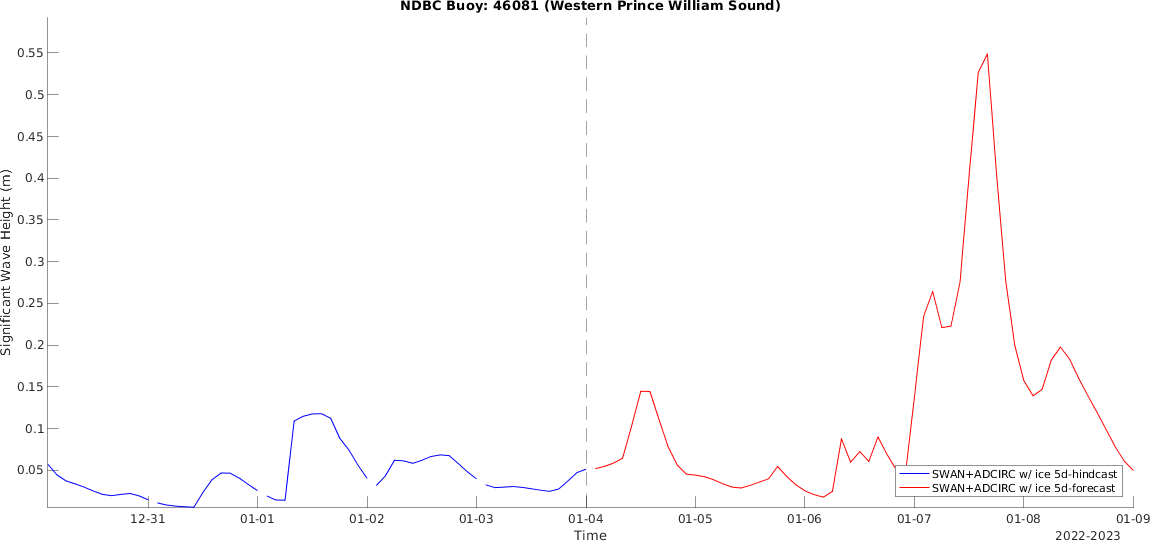 NDBC Buoy: 46081 (Western Prince William Sound)
Significant Wave Height (m)
0.55
0.5
0.45
0.4
0.35
0.3
0.25
0.2
0.15
0.1
0.05
SWAN+ADCIRC w/ ice 5d-hindcast
SWAN+ADCIRC w/ ice 5d-forecast
12-31 01-01 01-02 01-03 01-04 01-05 01-06 01-07 01-08 01-09
Time
2022-2023